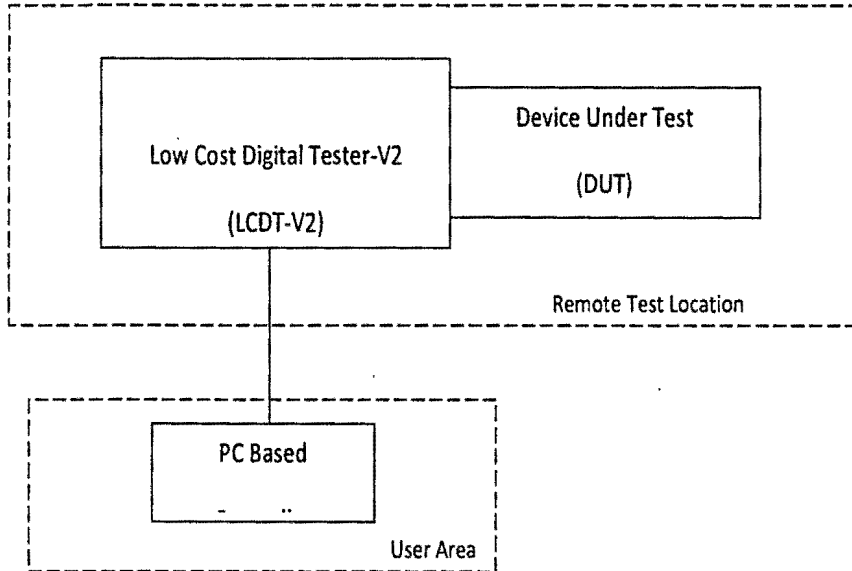 Low Cost Digital Tester-V2
(LCDT-V2)
Device Under Test
(DUT)
Remote Test Location
PC Based
User Area